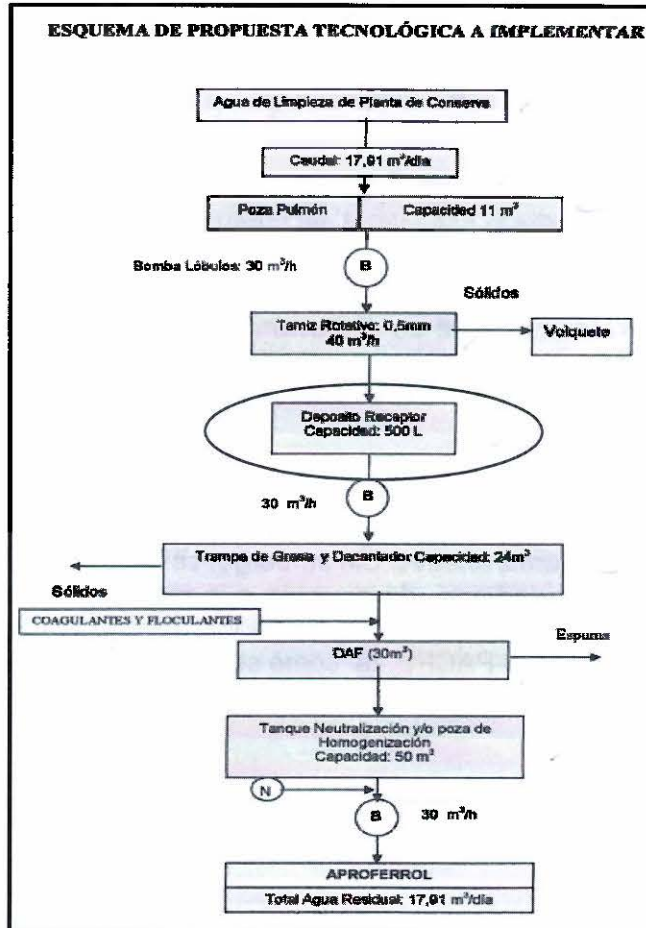 ESQUEMA DE PROPUESTA TECNOLÓGICA A IMPLEMENTAR
Agua de Limpieza de Planta de Conserva
Caudal: 17,91 m³/día
Poza Pulmón Capacidad 11 m³
Bomba Lóbulos: 30 m³/h
B
Sólidos
Tamiz Rotativo: 0,5mm
40 m³/h
Volquete
Deposito Receptor
Capacidad: 500 L
30 m³/h
B
Trampa de Grasa y Decantador Capacidad: 24m³
Sólidos
COAGULANTES Y FLOCULANTES
DAF (30m³)
Espuma
Tanque Neutralización y/o poza de
Homogenización
Capacidad: 50 m³
N
B
30 m³/h
APROFERROL
Total Agua Residual: 17,91 m³/día